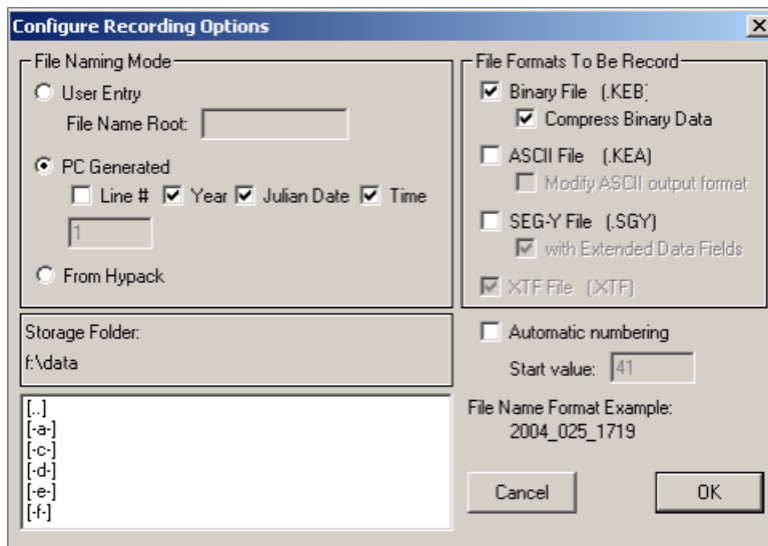 Configure Recording Options
File Naming Mode
User Entry
File Name Root:
PC Generated
Line # Year Julian Date Time
1
From Hypack
Storage Folder:
f:\data
[..]
[-a-]
[-c-]
[-d-]
[-e-]
[-f-]
File Formats To Be Record
Binary File (.KEB)
Compress Binary Data
ASCII File (.KEA)
Modify ASCII output format
SEG-Y File (.SGY)
with Extended Data Fields
XTF File (.XTF)
Automatic numbering
Start value: 41
File Name Format Example:
2004_025_1719
Cancel OK